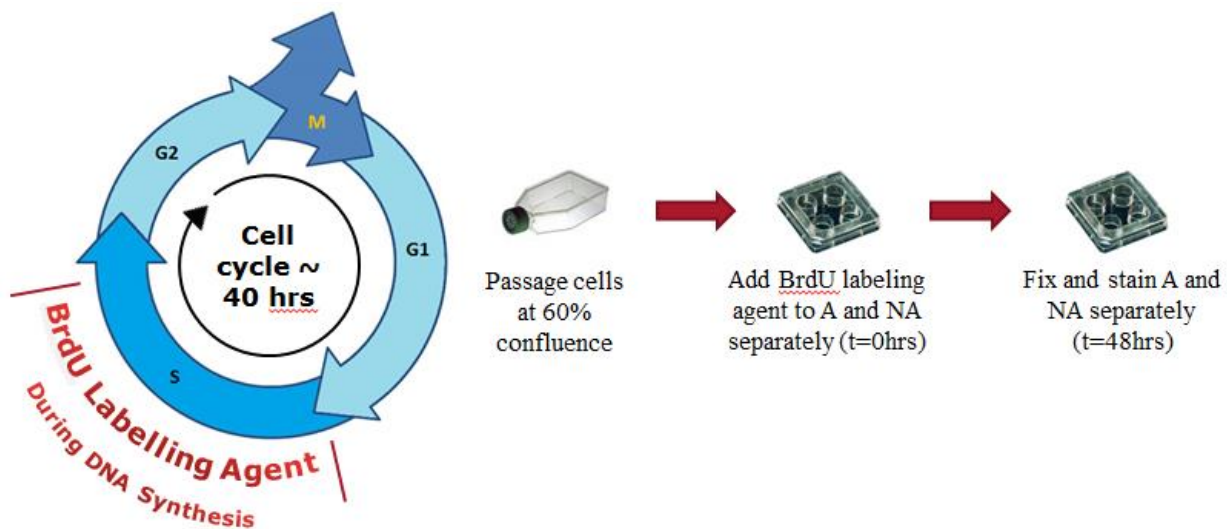 M
G2
G1
S
Cell
cycle ~
40 hrs
BrdU Labelling Agent
During DNA Synthesis
Passage cells
at 60%
confluence
Add BrdU labeling
agent to A and NA
separately (t=0hrs)
Fix and stain A and
NA separately
(t=48hrs)